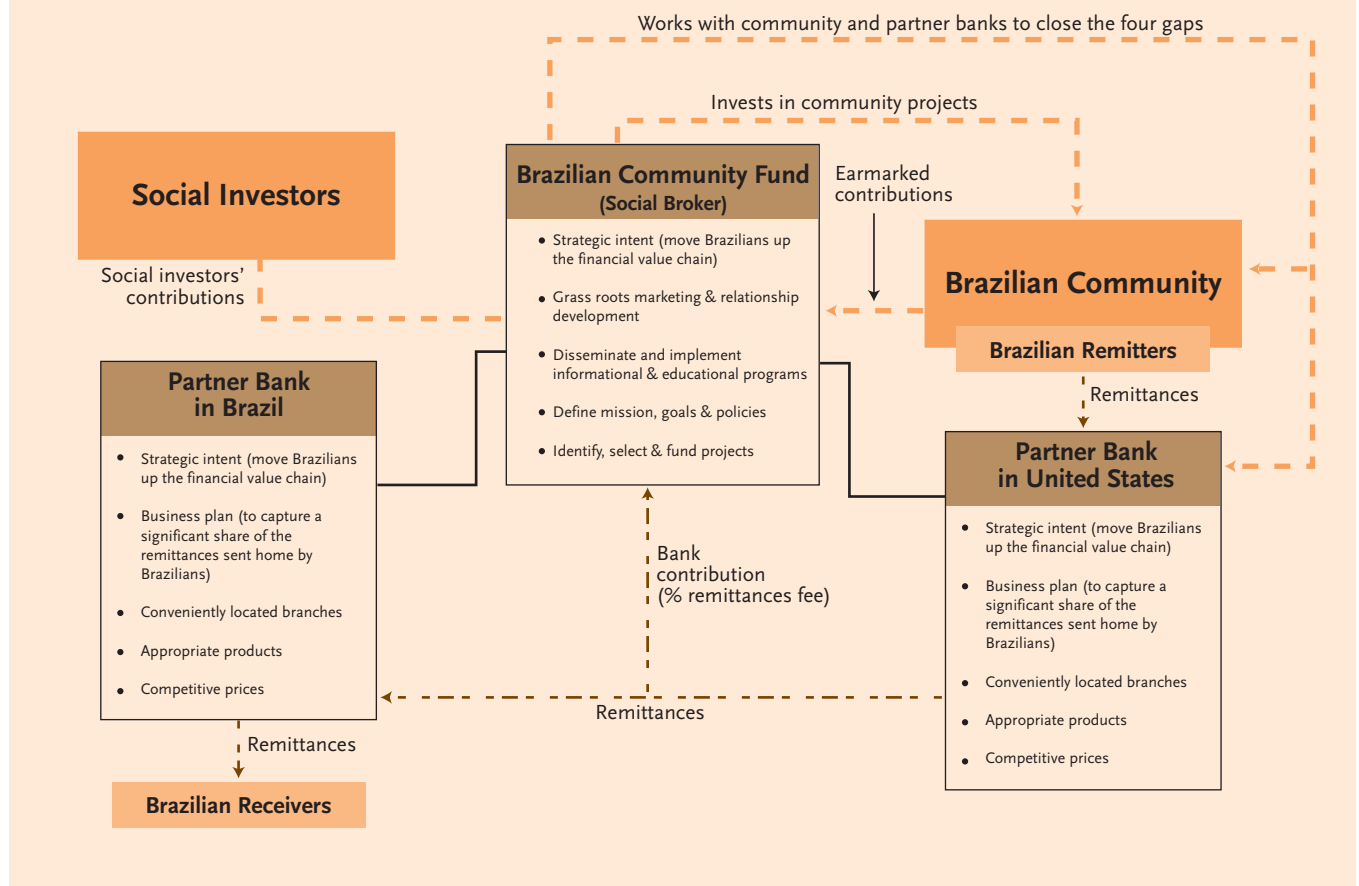 Works with community and partner banks to close the four gaps
Invests in community projects
Social Investors
Social investors’
contributions
Brazilian Community Fund
(Social Broker)
• Strategic intent (move Brazilians up
the financial value chain)
• Grass roots marketing & relationship
development
• Disseminate and implement
informational & educational programs
• Define mission, goals & policies
• Identify, select & fund projects
Earmarked
contributions
Brazilian Community
Brazilian Remitters
Remittances
Partner Bank
in Brazil
• Strategic intent (move Brazilians
up the financial value chain)
• Business plan (to capture a
significant share of the
remittances sent home by
Brazilians)
• Conveniently located branches
• Appropriate products
• Competitive prices
Partner Bank
in United States
• Strategic intent (move Brazilians
up the financial value chain)
• Business plan (to capture a
significant share of the
remittances sent home by
Brazilians)
• Conveniently located branches
• Appropriate products
• Competitive prices
Bank
contribution
(% remittances fee)
Remittances
Remittances
Brazilian Receivers